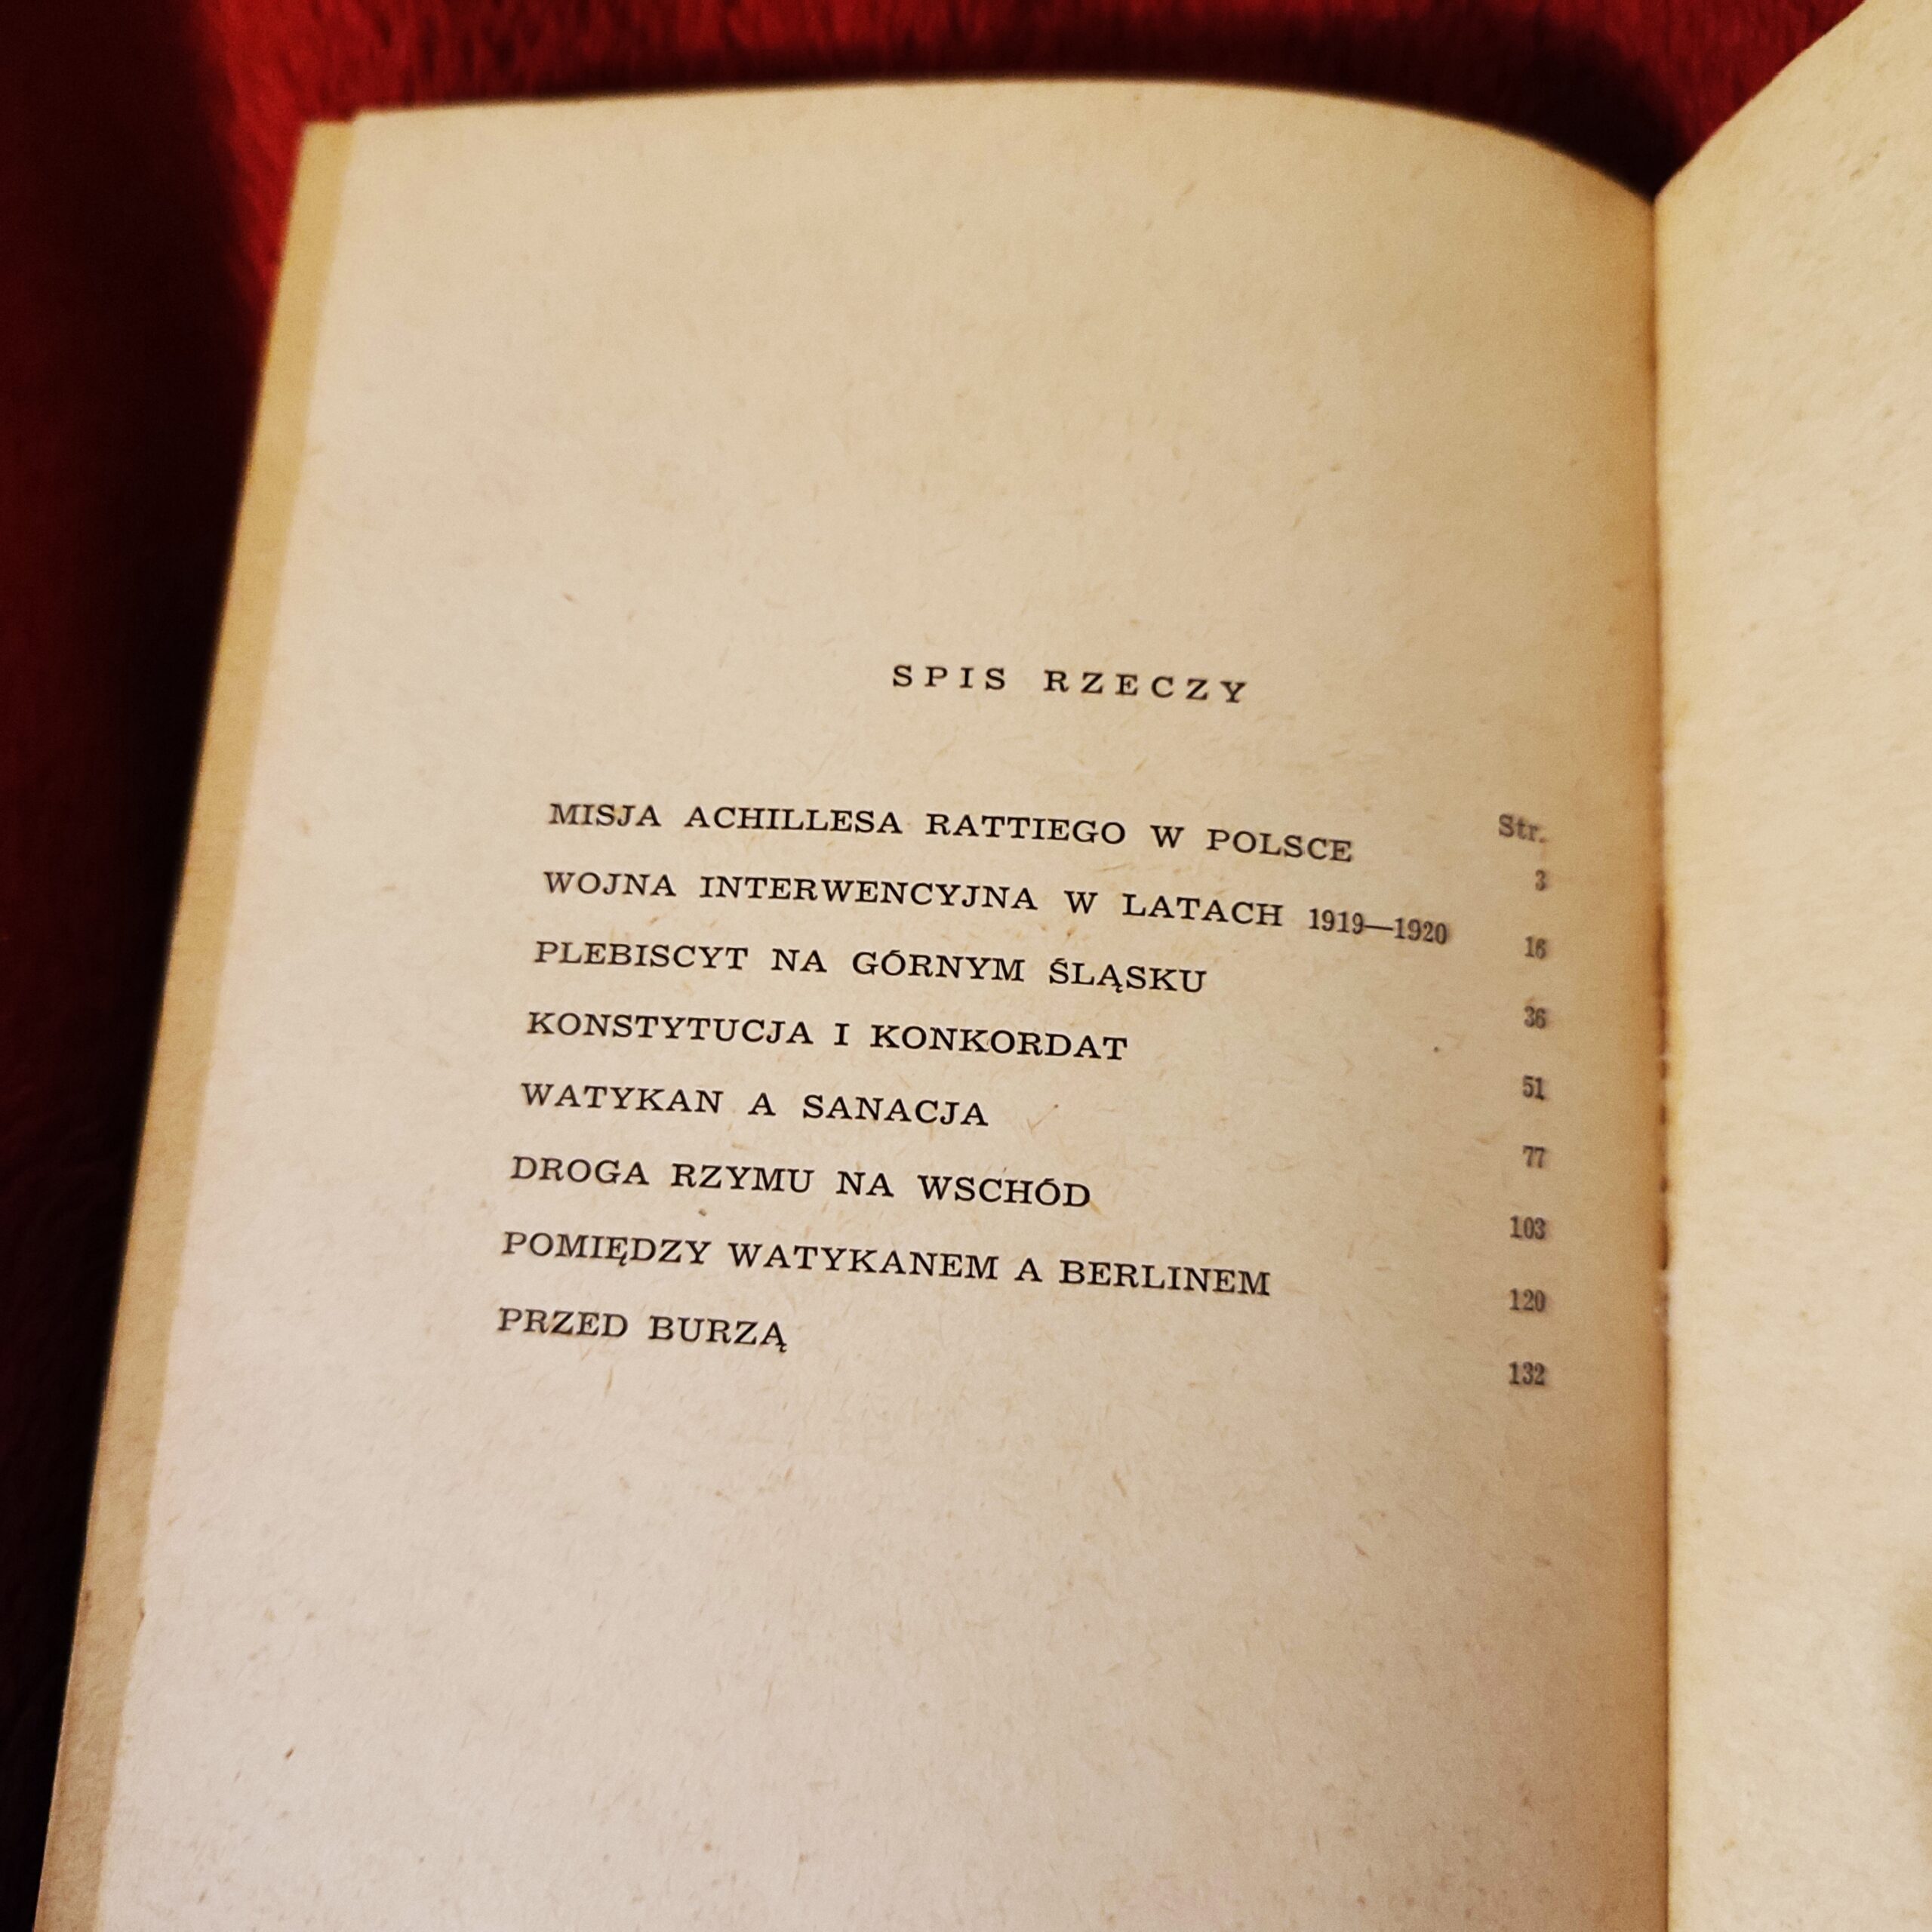 SPIS RZECZY
Str.
MISJA ACHILLESA RATTIEGO W POLSCE 3
WOJNA INTERWENCYJNA W LATACH 1919—1920 16
PLEBISCYT NA GÓRNYM ŚLĄSKU 36
KONSTYTUCJA I KONKORDAT 51
WATYKAN A SANACJA 77
DROGA RZYMU NA WSCHÓD 103
POMIĘDZY WATYKANEM A BERLINEM 120
PRZED BURZĄ 132